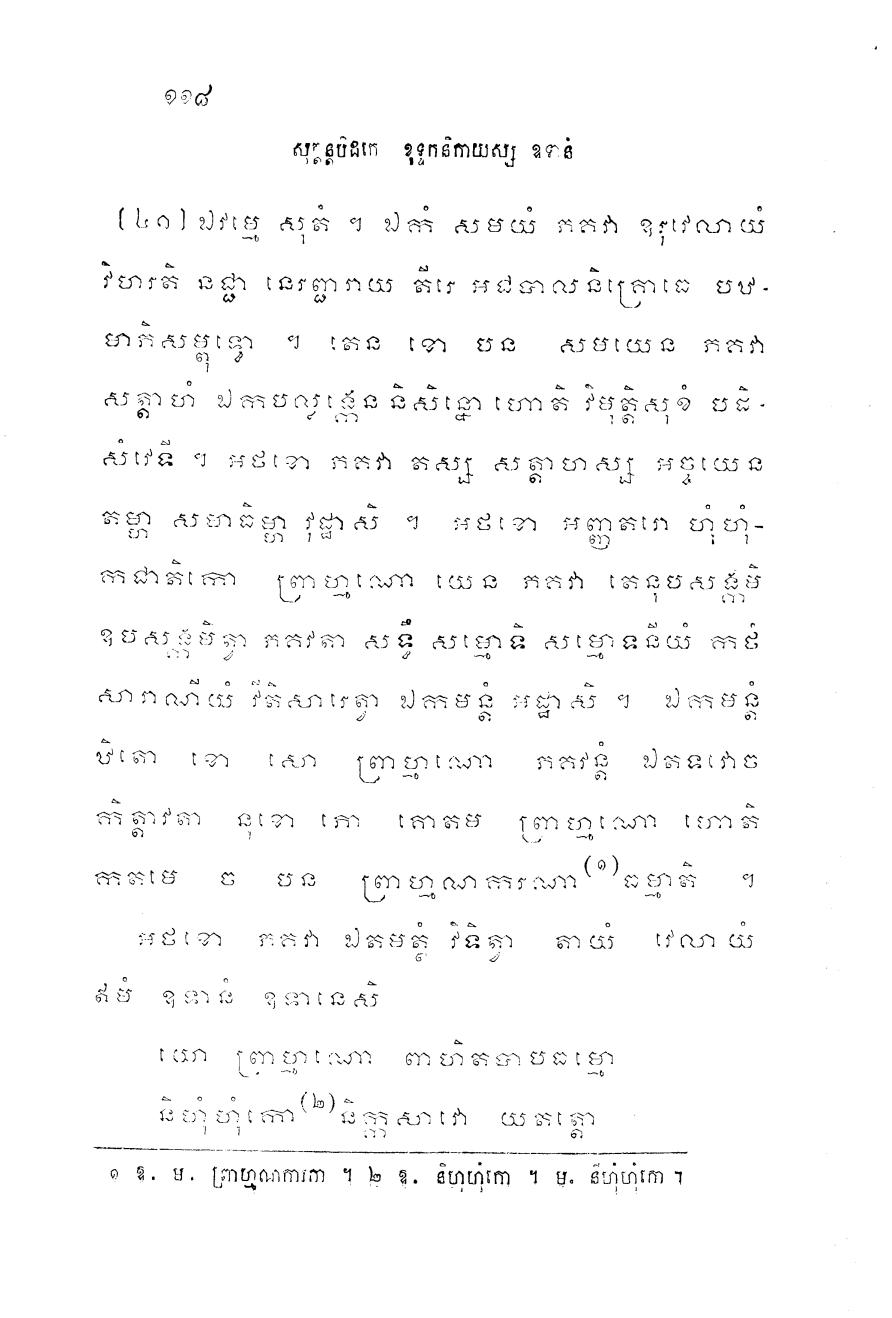 ១១៨
សុត្តន្តបិដកេ ខុទ្ទកនិកាយស្ស ឧទានំ
(៤១) ឯវម្មេ សុតំ ។ ឯកំ សមយំ ភគវា ឧរុវេលាយំ
វិហរតិ នជ្ជា នេរញ្ជរាយ តីរេ អជបាលនិគ្រោធេ បឋ-
មាភិសម្ពុទ្ធោ ។ តេន ខោ បន សមយេន ភគវា
សត្តាហំ ឯកបល្លង្កេន និសិន្នោ ហោតិ វិមុត្តិសុខំ បដិ-
សំវេទី ។ អថខោ ភគវា តស្ស សត្តាហស្ស អច្ចយេន
តម្ហា សមាធិម្ហា វុដ្ឋាសិ ។ អថខោ អញ្ញតរោ ហុំហុំ-
កជាតិកោ ព្រាហ្មណោ យេន ភគវា តេនុបសង្កមិ
ឧបសង្កមិត្វា ភគវតា សទ្ធឹ សម្មោទិ សម្មោទនីយំ កថំ
សារាណីយំ វីតិសារេត្វា ឯកមន្តំ អដ្ឋាសិ ។ ឯកមន្តំ
ឋិតោ ខោ សោ ព្រាហ្មណោ ភគវន្តំ ឯតទវោច
កិត្តាវតា នុខោ ភោ គោតម ព្រាហ្មណោ ហោតិ
កតមេ ច បន ព្រាហ្មណការណា(១)ធម្មាតិ ។
អថខោ ភគវា ឯតមត្ថំ វិទិត្វា តាយំ វេលាយំ
ឥមំ ឧទានំ ឧទានេសិ
យោ ព្រាហ្មណោ ពាហិតបាបធម្មោ
និហុំហុំកោ(២)និក្កសាវោ យតត្តោ
១ ឱ. ម. ព្រាហ្មណការកា ។ ២ ឱ. និហុហុំកោ ។ ម. និហុំហុំកោ ។